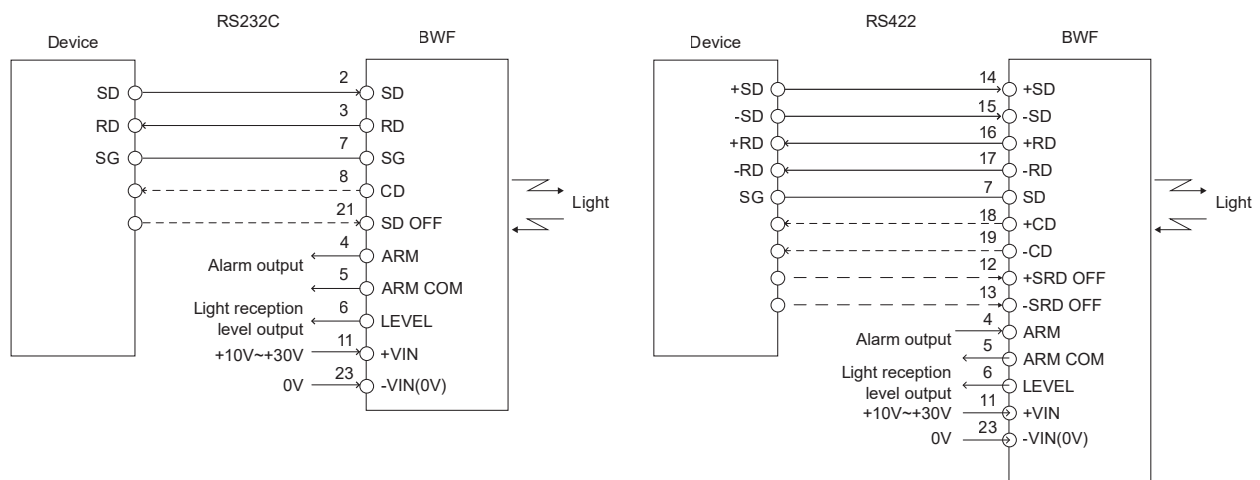 RS232C
Device
BWF
SD
2
SD
RD
3
RD
SG
7
SG
8
CD
21
SD OFF
4
ARM
Alarm output
5
ARM COM
Light reception
level output
6
LEVEL
+10V~+30V
11
+VIN
0V
23
-VIN(0V)
Light
RS422
Device
BWF
+SD
14
+SD
-SD
15
-SD
+RD
16
+RD
-RD
17
-RD
SG
7
SD
18
+CD
19
-CD
12
+SRD OFF
13
-SRD OFF
Alarm output
4
ARM
5
ARM COM
Light reception
level output
6
LEVEL
+10V~+30V
11
+VIN
0V
23
-VIN(0V)
Light